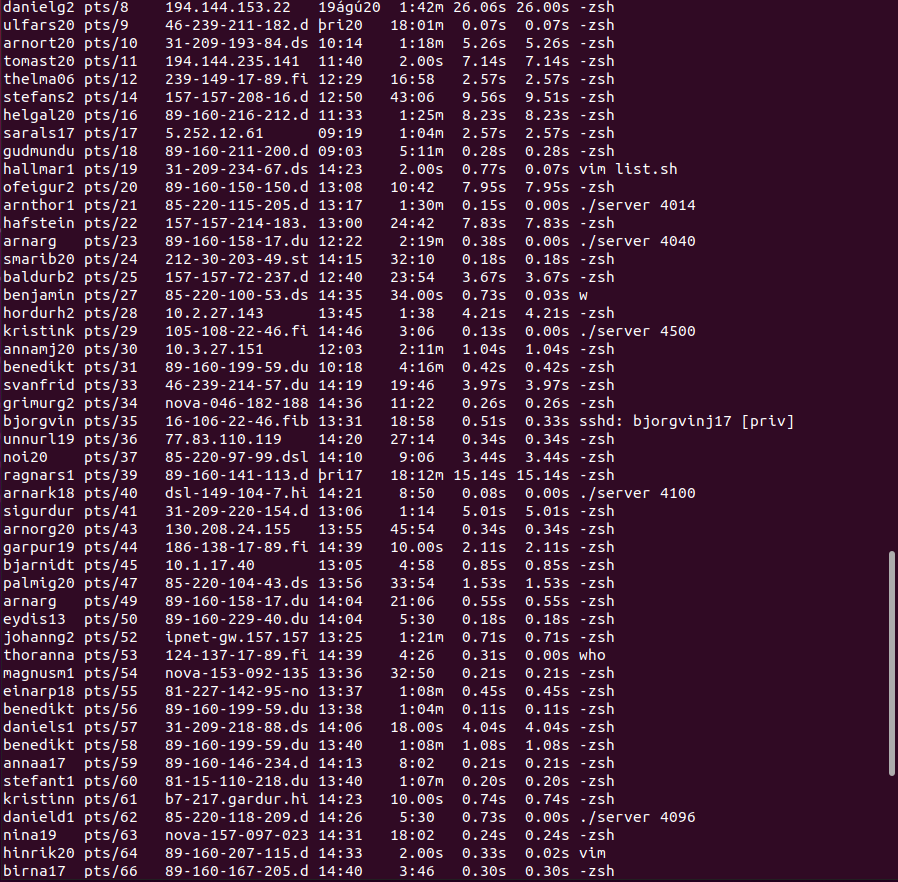 danielg2 pts/8    194.144.153.22   19ágú20  1:42m 26.06s 26.00s -zsh
ulfars20 pts/9    46-239-211-182.d þri20   18:01m  0.07s  0.07s -zsh
arnort20 pts/10   31-209-193-84.ds 10:14    1:18m  5.26s  5.26s -zsh
tomast20 pts/11   194.144.235.141  11:40    2.00s  7.14s  7.14s -zsh
thelma06 pts/12   239-149-17-89.fi 12:29   16:58   2.57s  2.57s -zsh
stefans2 pts/14   157-157-208-16.d 12:50   43:06   9.56s  9.51s -zsh
helgal20 pts/16   89-160-216-212.d 11:33    1:25m  8.23s  8.23s -zsh
sarals17 pts/17   5.252.12.61      09:19    1:04m  2.57s  2.57s -zsh
gudmundu pts/18   89-160-211-200.d 09:03    5:11m  0.28s  0.28s -zsh
hallmar1 pts/19   31-209-234-67.ds 14:23    2.00s  0.77s  0.07s vim list.sh
ofeigur2 pts/20   89-160-150-150.d 13:08   10:42   7.95s  7.95s -zsh
arnthor1 pts/21   85-220-115-205.d 13:17    1:30m  0.15s  0.00s ./server 4014
hafstein pts/22   157-157-214-183. 13:00   24:42   7.83s  7.83s -zsh
arnarg   pts/23   89-160-158-17.du 12:22    2:19m  0.38s  0.00s ./server 4040
smarib20 pts/24   212-30-203-49.st 14:15   32:10   0.18s  0.18s -zsh
baldurb2 pts/25   157-157-72-237.d 12:40   23:54   3.67s  3.67s -zsh
benjamin pts/27   85-220-100-53.ds 14:35   34.00s  0.73s  0.03s w
hordurh2 pts/28   10.2.27.143      13:45    1:38   4.21s  4.21s -zsh
kristink pts/29   105-108-22-46.fi 14:46    3:06   0.13s  0.00s ./server 4500
annamj20 pts/30   10.3.27.151      12:03    2:11m  1.04s  1.04s -zsh
benedikt pts/31   89-160-199-59.du 10:18    4:16m  0.42s  0.42s -zsh
svanfrid pts/33   46-239-214-57.du 14:19   19:46   3.97s  3.97s -zsh
grimurg2 pts/34   nova-046-182-188 14:36   11:22   0.26s  0.26s -zsh
bjorgvin pts/35   16-106-22-46.fib 13:31   18:58   0.51s  0.33s sshd: bjorgvinj17 [priv]
unnurl19 pts/36   77.83.110.119    14:20   27:14   0.34s  0.34s -zsh
noi20    pts/37   85-220-97-99.dsl 14:10    9:06   3.44s  3.44s -zsh
ragnars1 pts/39   89-160-141-113.d þri17   18:12m 15.14s 15.14s -zsh
arnark18 pts/40   dsl-149-104-7.hi 14:21    8:50   0.08s  0.00s ./server 4100
sigurdur pts/41   31-209-220-154.d 13:06    1:14   5.01s  5.01s -zsh
arnorg20 pts/43   130.208.24.155   13:55   45:54   0.34s  0.34s -zsh
garpur19 pts/44   186-138-17-89.fi 14:39   10.00s  2.11s  2.11s -zsh
bjarnidt pts/45   10.1.17.40       13:05    4:58   0.85s  0.85s -zsh
palmig20 pts/47   85-220-104-43.ds 13:56   33:54   1.53s  1.53s -zsh
arnarg   pts/49   89-160-158-17.du 14:04   21:06   0.55s  0.55s -zsh
eydis13  pts/50   89-160-229-40.du 14:04    5:30   0.18s  0.18s -zsh
johanng2 pts/52   ipnet-gw.157.157 13:25    1:21m  0.71s  0.71s -zsh
thoranna pts/53   124-137-17-89.fi 14:39    4:26   0.31s  0.00s who
magnusm1 pts/54   nova-153-092-135 13:36   32:50   0.21s  0.21s -zsh
einarp18 pts/55   81-227-142-95-no 13:37    1:08m  0.45s  0.45s -zsh
benedikt pts/56   89-160-199-59.du 13:38    1:04m  0.11s  0.11s -zsh
daniels1 pts/57   31-209-218-88.ds 14:06   18.00s  4.04s  4.04s -zsh
benedikt pts/58   89-160-199-59.du 13:40    1:08m  1.08s  1.08s -zsh
annaa17  pts/59   89-160-146-234.d 14:13    8:02   0.21s  0.21s -zsh
stefant1 pts/60   81-15-110-218.du 13:40    1:07m  0.20s  0.20s -zsh
kristinn pts/61   b7-217.gardur.hi 14:23   10.00s  0.74s  0.74s -zsh
danield1 pts/62   85-220-118-209.d 14:26    5:30   0.73s  0.00s ./server 4096
nina19   pts/63   nova-157-097-023 14:31   18:02   0.24s  0.24s -zsh
hinrik20 pts/64   89-160-207-115.d 14:33    2.00s  0.33s  0.02s vim
birna17  pts/66   89-160-167-205.d 14:40    3:46   0.30s  0.30s -zsh